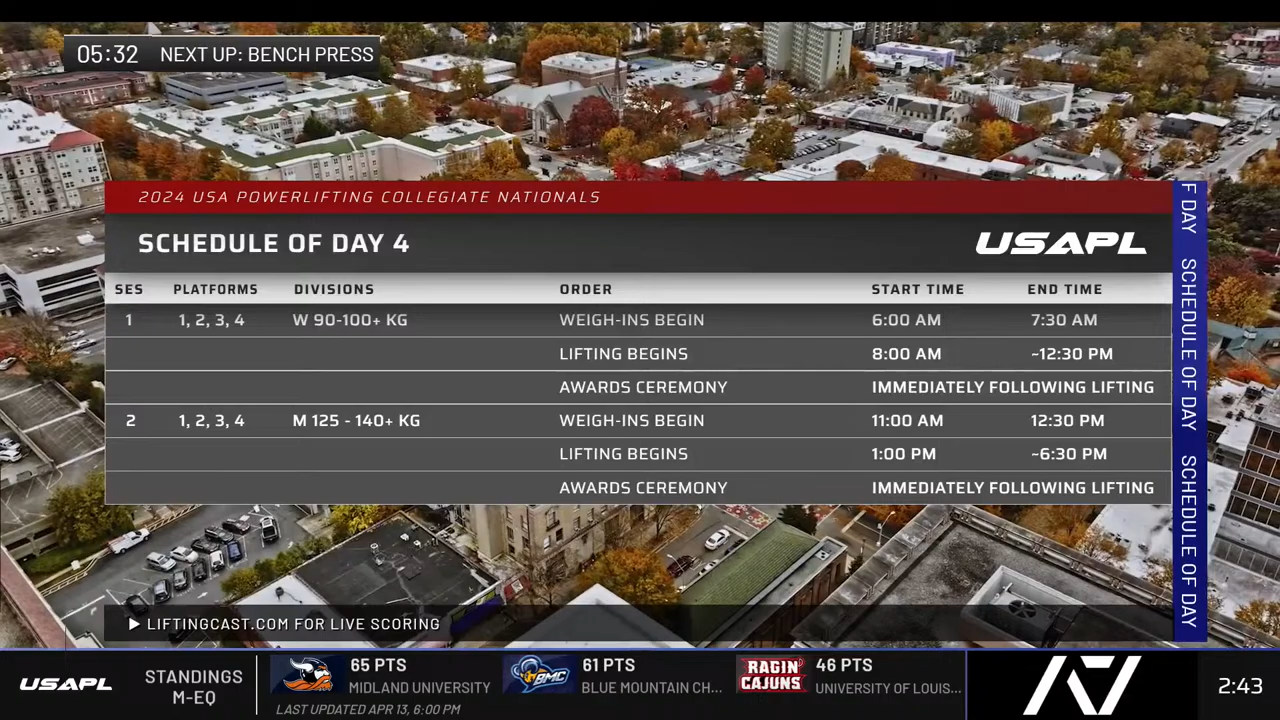 05:32 NEXT UP: BENCH PRESS
2024 USA POWERLIFTING COLLEGIATE NATIONALS
SCHEDULE OF DAY 4 USAPL
SES PLATFORMS DIVISIONS ORDER START TIME END TIME
1 1, 2, 3, 4 W 90-100+ KG WEIGH-INS BEGIN 6:00 AM 7:30 AM
LIFTING BEGINS 8:00 AM ~12:30 PM
AWARDS CEREMONY IMMEDIATELY FOLLOWING LIFTING
2 1, 2, 3, 4 M 125 - 140+ KG WEIGH-INS BEGIN 11:00 AM 12:30 PM
LIFTING BEGINS 1:00 PM ~6:30 PM
AWARDS CEREMONY IMMEDIATELY FOLLOWING LIFTING
F DAY SCHEDULE OF DAY SCHEDULE OF DAY
LIFTINGCAST.COM FOR LIVE SCORING
USAPL
STANDINGS
M-EQ
65 PTS
MIDLAND UNIVERSITY
BMC
61 PTS
BLUE MOUNTAIN CH...
RAGIN'
CAJUNS
46 PTS
UNIVERSITY OF LOUIS...
LAST UPDATED APR 13, 6:00 PM
2:43